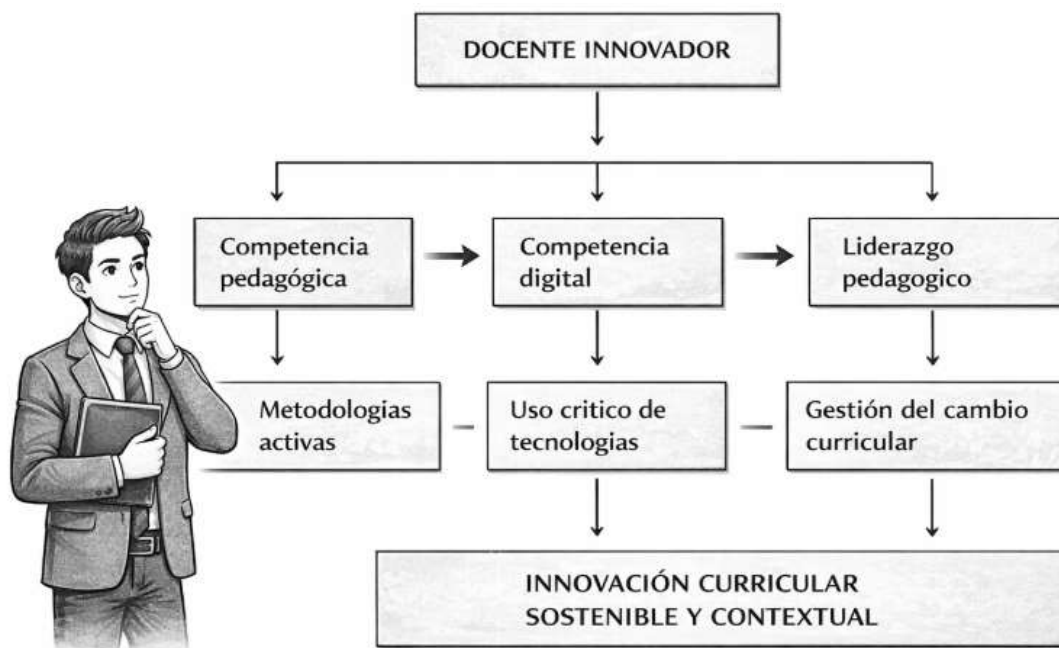 DOCENTE INNOVADOR
Competencia
pedagógica
Competencia
digital
Liderazgo
pedagogico
Metodologias
activas
Uso critico de
tecnologias
Gestión del cambio
curricular
INNOVACIÓN CURRICULAR
SOSTENIBLE Y CONTEXTUAL